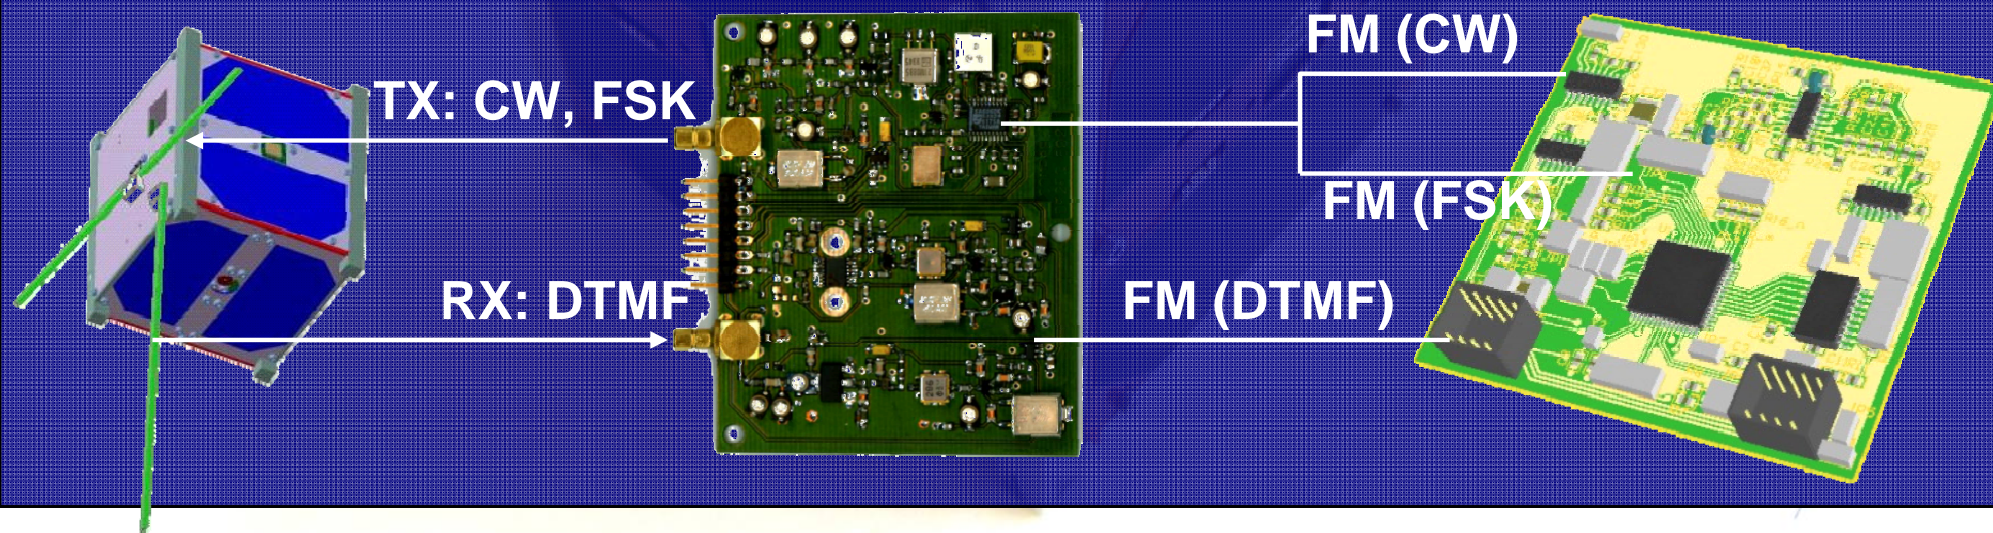 FM (CW)
TX: CW, FSK
FM (FSK)
RX: DTMF
FM (DTMF)